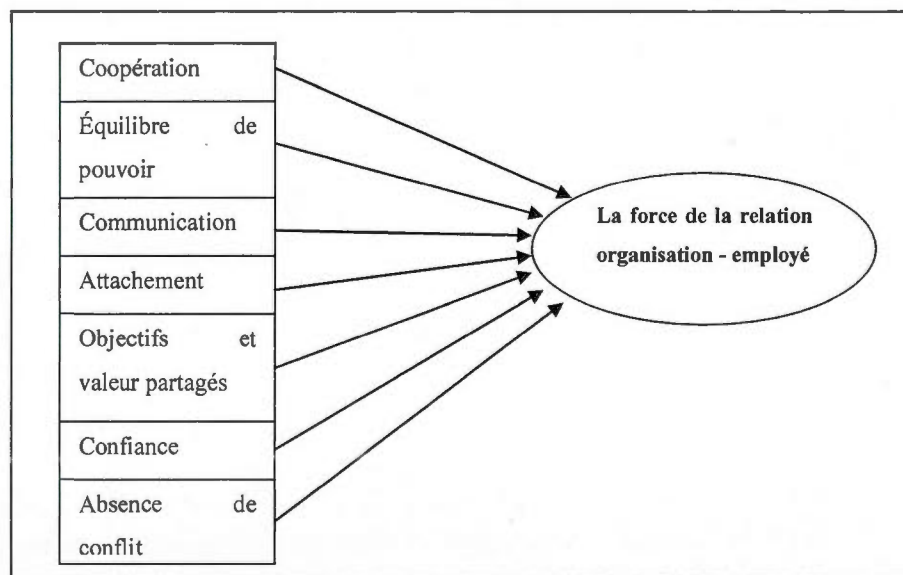 Coopération
Équilibre de
pouvoir
Communication
Attachement
Objectifs et
valeur partagés
Confiance
Absence de
conflit
La force de la relation
organisation - employé